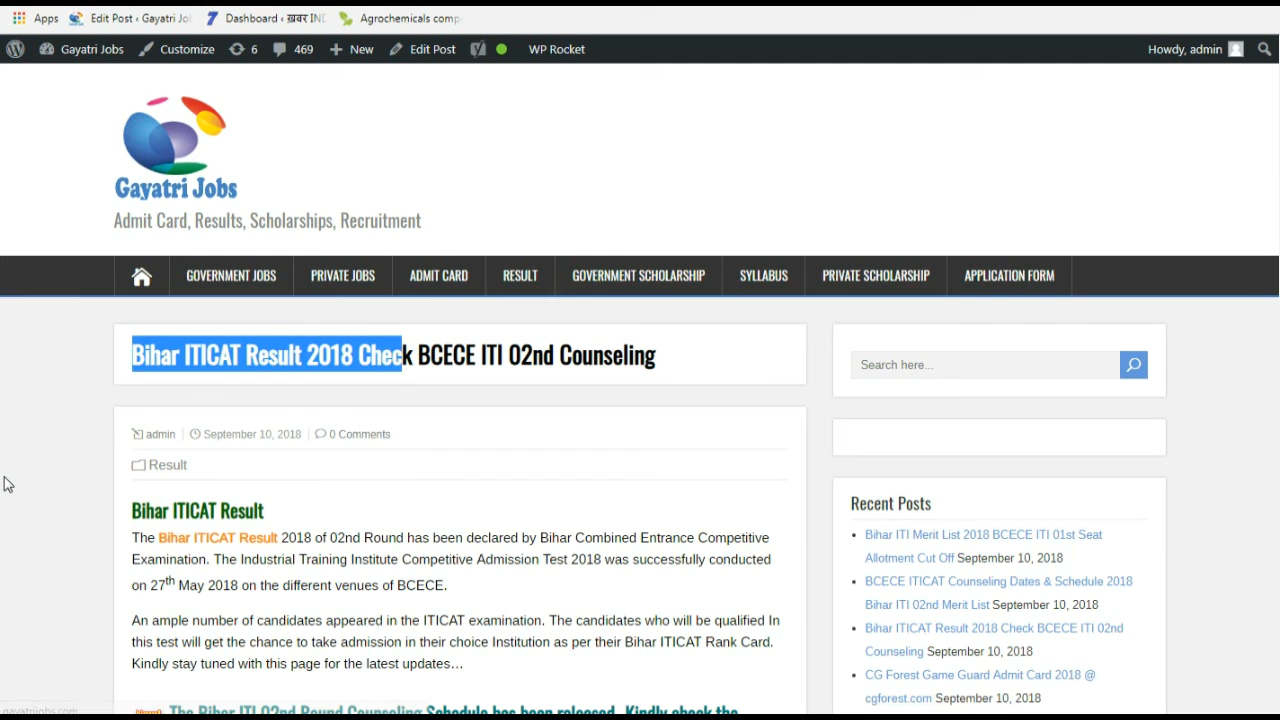 Apps Edit Post ‹ Gayatri Jo Dashboard ‹ ख़बर IND Agrochemicals comp
Gayatri Jobs Customize 6 469 New Edit Post WP Rocket Howdy, admin
Gayatri Jobs
Admit Card, Results, Scholarships, Recruitment
GOVERNMENT JOBS PRIVATE JOBS ADMIT CARD RESULT GOVERNMENT SCHOLARSHIP SYLLABUS PRIVATE SCHOLARSHIP APPLICATION FORM
Bihar ITICAT Result 2018 Check BCECE ITI 02nd Counseling
admin September 10, 2018 0 Comments
Result
Bihar ITICAT Result
The Bihar ITICAT Result 2018 of 02nd Round has been declared by Bihar Combined Entrance Competitive
Examination. The Industrial Training Institute Competitive Admission Test 2018 was successfully conducted
on 27th May 2018 on the different venues of BCECE.
An ample number of candidates appeared in the ITICAT examination. The candidates who will be qualified In
this test will get the chance to take admission in their choice Institution as per their Bihar ITICAT Rank Card.
Kindly stay tuned with this page for the latest updates…
The Bihar ITI 02nd Round Counseling Schedule has been released. Kindly check the
gayatrijobs.com
Search here...
Recent Posts
Bihar ITI Merit List 2018 BCECE ITI 01st Seat
Allotment Cut Off September 10, 2018
BCECE ITICAT Counseling Dates & Schedule 2018
Bihar ITI 02nd Merit List September 10, 2018
Bihar ITICAT Result 2018 Check BCECE ITI 02nd
Counseling September 10, 2018
CG Forest Game Guard Admit Card 2018 @
cgforest.com September 10, 2018